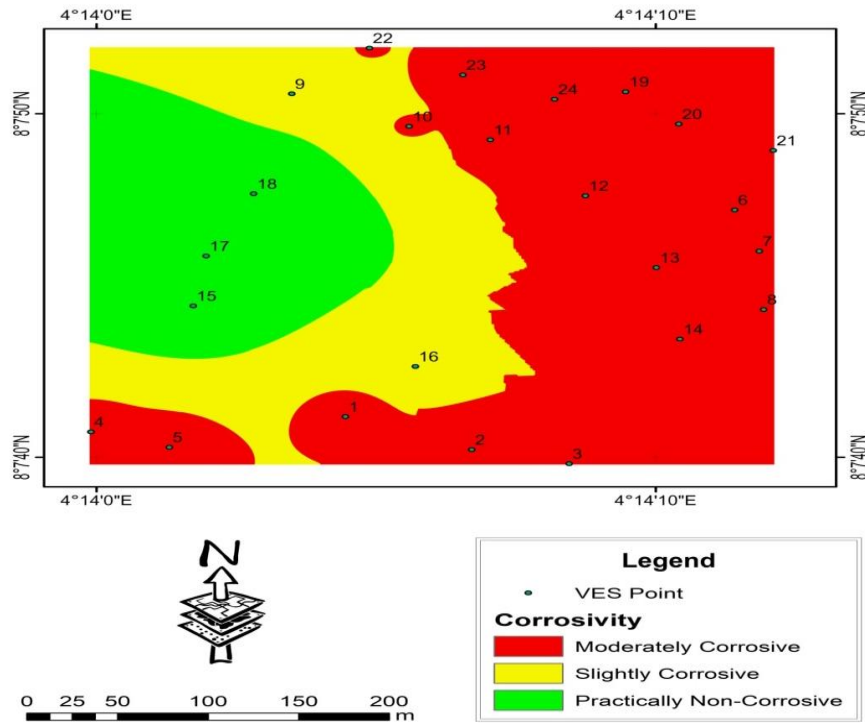 4°14'0"E 4°14'10"E
22
23
9
24 19
8°7'50"N 8°7'50"N
10 20
11
21
18 12
6
17 7
13
15 8
14
16
1
4
5 2
3
8°7'40"N 8°7'40"N
4°14'0"E 4°14'10"E
N
Legend
VES Point
Corrosivity
Moderately Corrosive
Slightly Corrosive
Practically Non-Corrosive
0 25 50 100 150 200
m